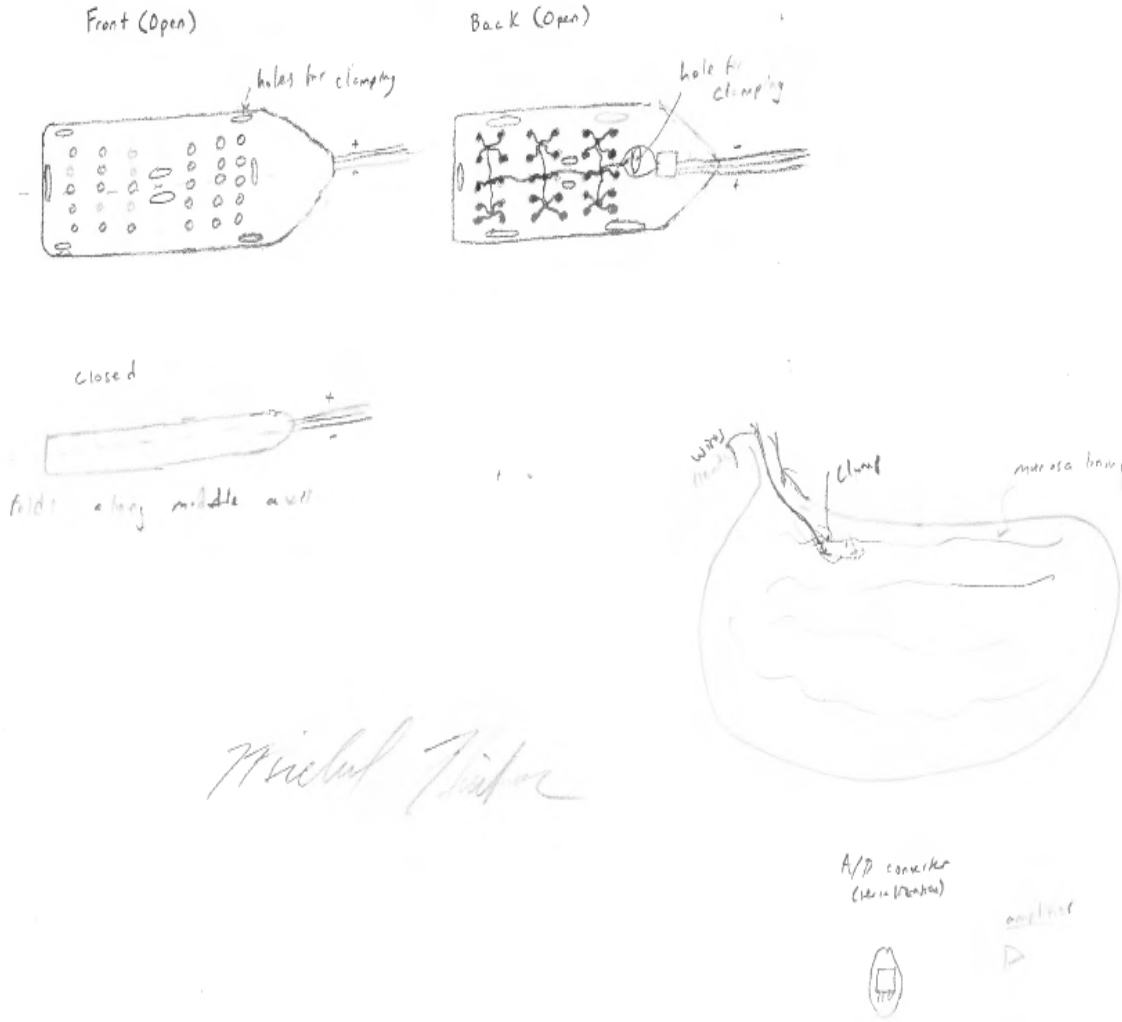 Front (Open)
Back (Open)
holes for clamping
hole for
clamping
+
-
-
+
closed
+
-
Folds along middle axis
wires
clamp
mucosa lining
A/D converter
amplifier